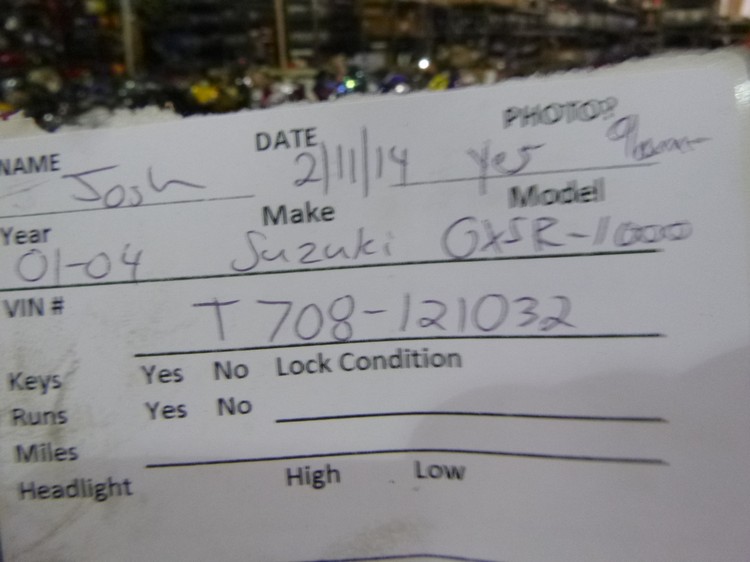 NAME Josh DATE 2/11/14 Yes PHOTO?
Year 01-04 Make Suzuki Model GXSR-1000
VIN # T708-121032
Keys Yes No Lock Condition
Runs Yes No
Miles
Headlight High Low